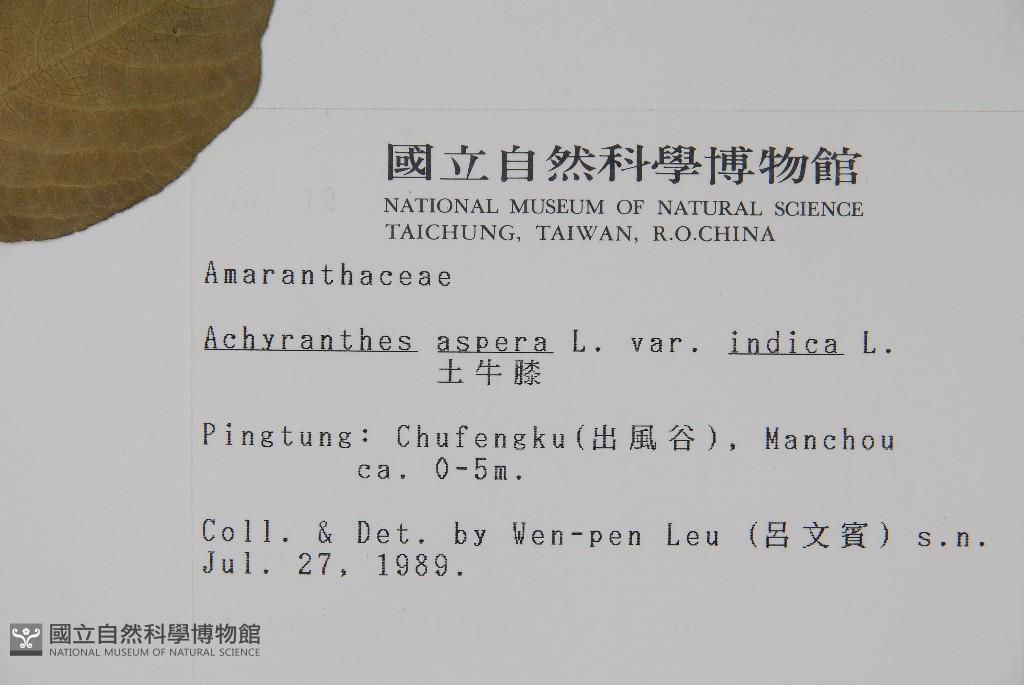 國立自然科學博物館
NATIONAL MUSEUM OF NATURAL SCIENCE
TAICHUNG, TAIWAN, R.O.CHINA
Amaranthaceae
Achyranthes aspera L. var. indica L.
土牛膝
Pingtung: Chufengku(出風谷), Manchou
ca. 0-5m.
Coll. & Det. by Wen-pen Leu (呂文賓) s.n.
Jul. 27, 1989.
國立自然科學博物館
NATIONAL MUSEUM OF NATURAL SCIENCE